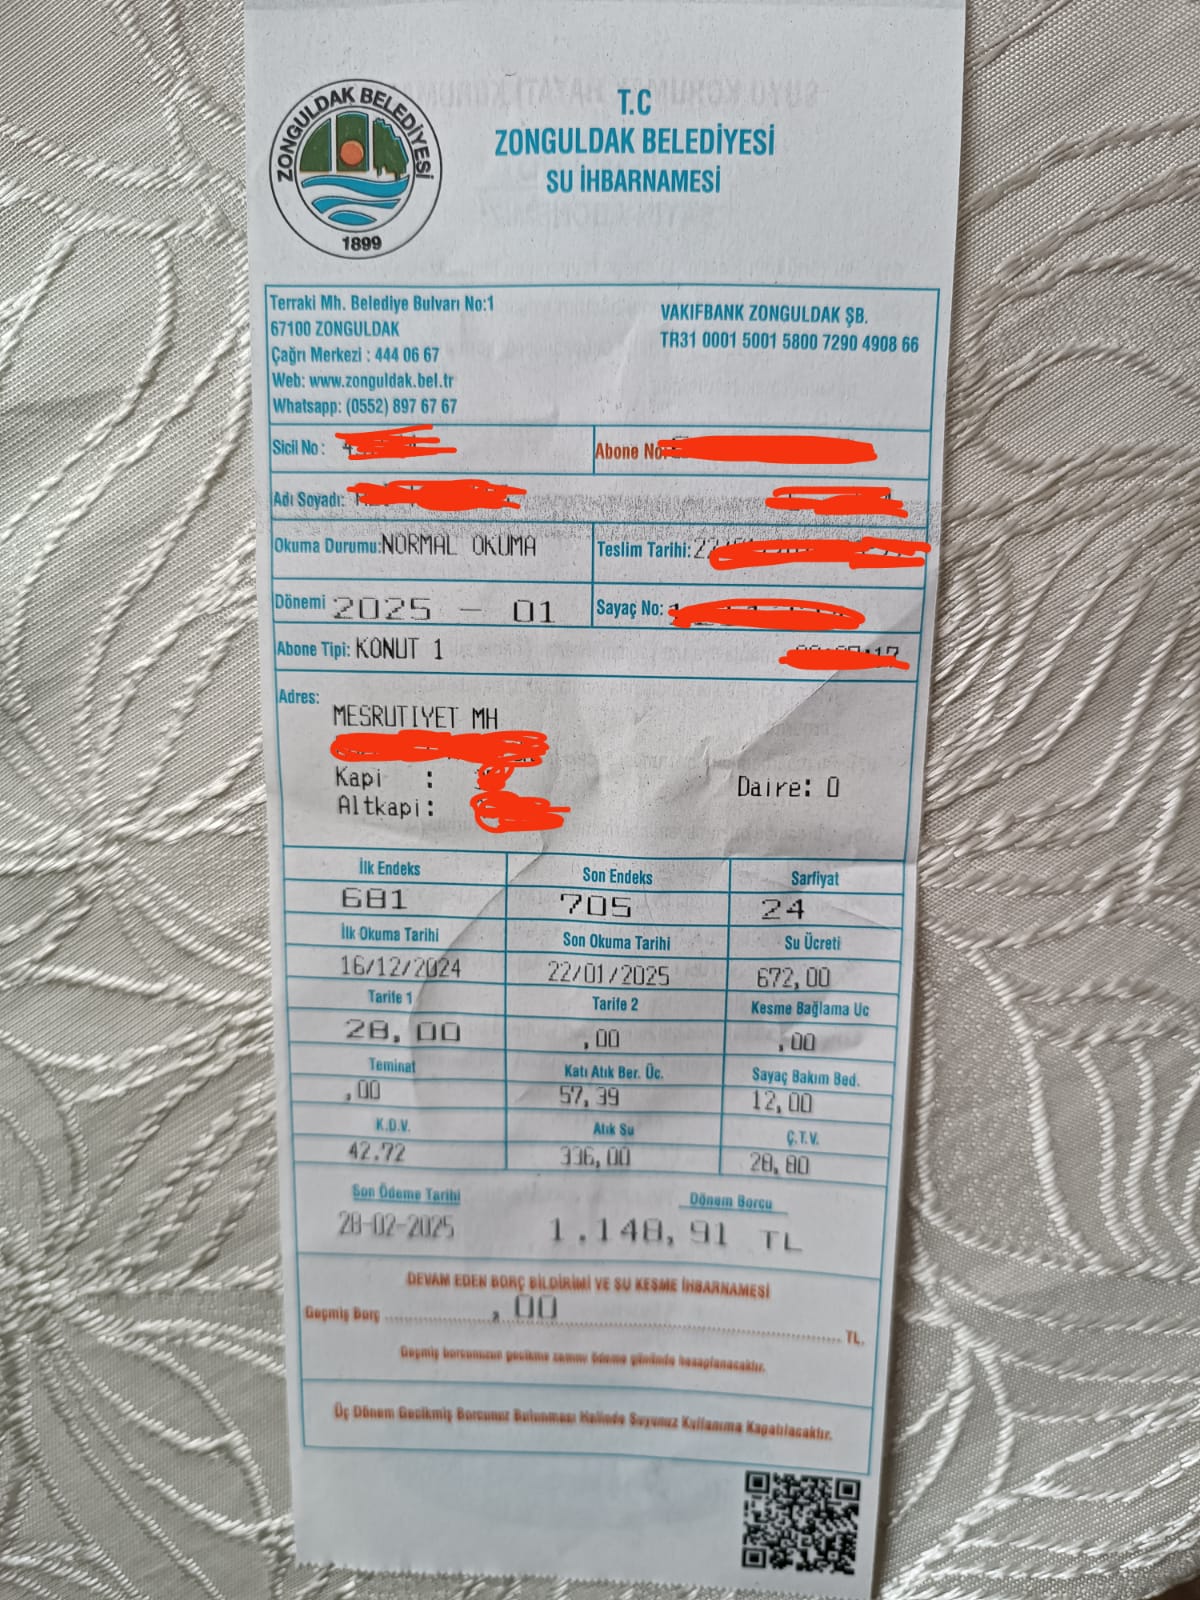 ZONGULDAK BELEDİYESİ
1899
T.C
ZONGULDAK BELEDİYESİ
SU İHBARNAMESİ
Terraki Mh. Belediye Bulvarı No:1
67100 ZONGULDAK
Çağrı Merkezi : 444 06 67
Web: www.zonguldak.bel.tr
Whatsapp: (0552) 897 67 67
VAKIFBANK ZONGULDAK ŞB.
TR31 0001 5001 5800 7290 4908 66
Sicil No :
Abone No:
Adı Soyadı:
Okuma Durumu: NORMAL OKUMA
Teslim Tarihi:
Dönemi 2025 - 01
Sayaç No:
Abone Tipi: KONUT 1
Adres:
MESRUTIYET MH
Kapi :
Altkapi:
Daire: 0
İlk Endeks Son Endeks Sarfiyat
681 705 24
İlk Okuma Tarihi Son Okuma Tarihi Su Ücreti
16/12/2024 22/01/2025 672,00
Tarife 1 Tarife 2 Kesme Bağlama Uc
28,00 ,00 ,00
Teminat Katı Atık Ber. Üc. Sayaç Bakım Bed.
,00 57,39 12,00
K.D.V. Atık Su Ç.T.V.
42.72 336,00 28,80
Son Ödeme Tarihi Dönem Borcu
28-02-2025 1.148,91 TL
DEVAM EDEN BORÇ BİLDİRİMİ VE SU KESME İHBARNAMESİ
Geçmiş Borç ,00 TL.
Geçmiş borcunuzun gecikme zammı ödeme gününde hesaplanacaktır.
Üç Dönem Gecikmiş Borcunuz Bulunması Halinde Suyunuz Kullanıma Kapatılacaktır.